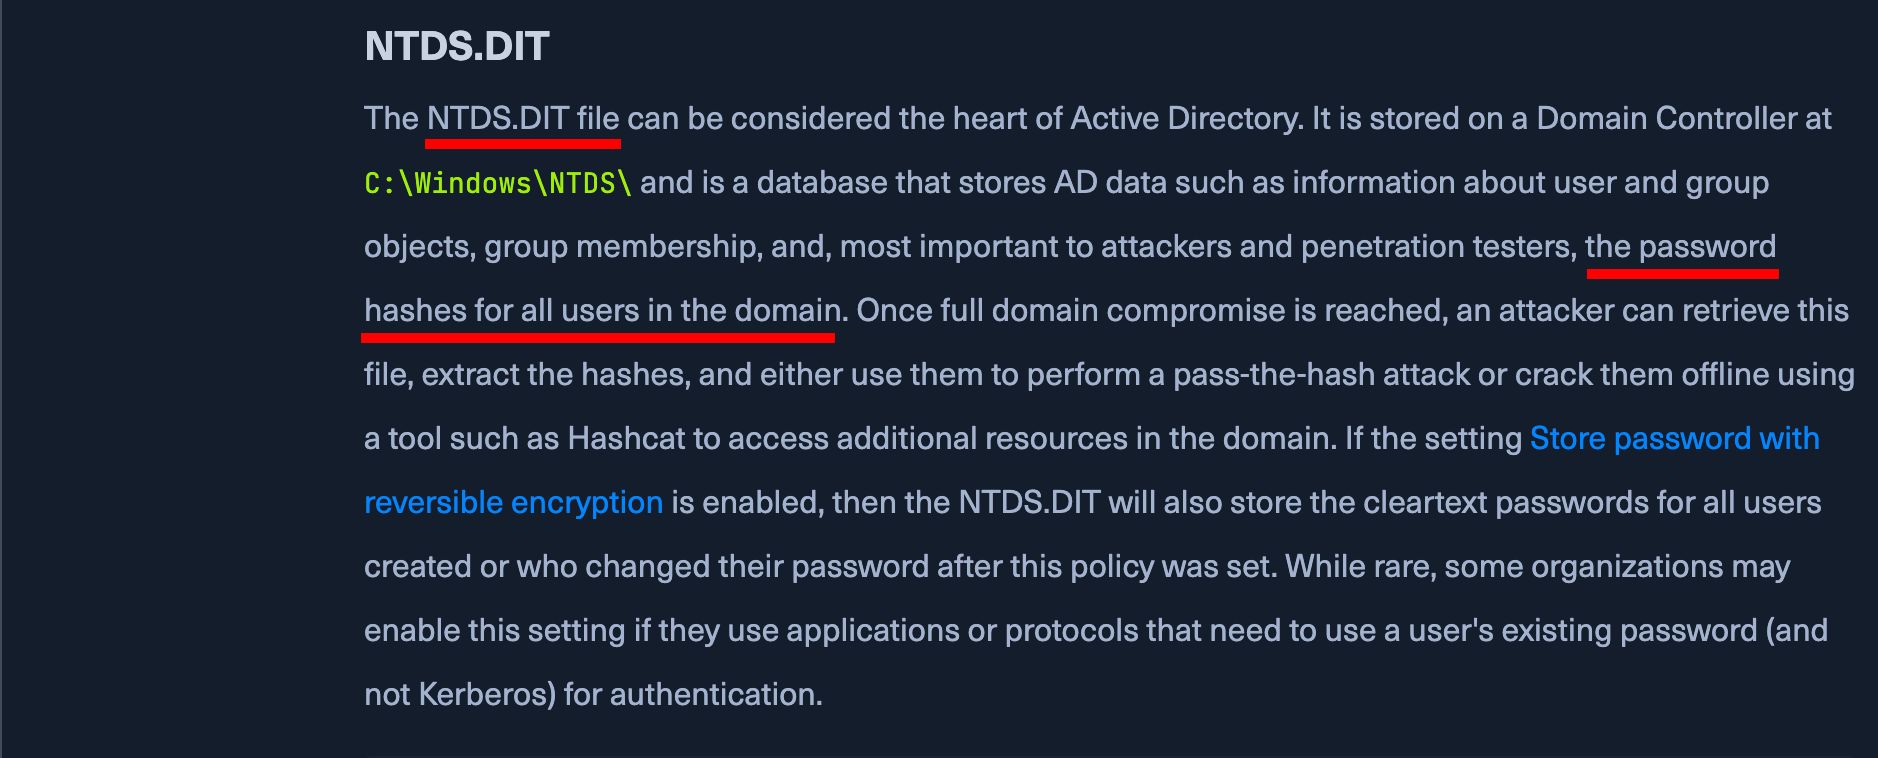 NTDS.DIT
The NTDS.DIT file can be considered the heart of Active Directory. It is stored on a Domain Controller at
C:\Windows\NTDS\ and is a database that stores AD data such as information about user and group
objects, group membership, and, most important to attackers and penetration testers, the password
hashes for all users in the domain. Once full domain compromise is reached, an attacker can retrieve this
file, extract the hashes, and either use them to perform a pass-the-hash attack or crack them offline using
a tool such as Hashcat to access additional resources in the domain. If the setting Store password with
reversible encryption is enabled, then the NTDS.DIT will also store the cleartext passwords for all users
created or who changed their password after this policy was set. While rare, some organizations may
enable this setting if they use applications or protocols that need to use a user's existing password (and
not Kerberos) for authentication.